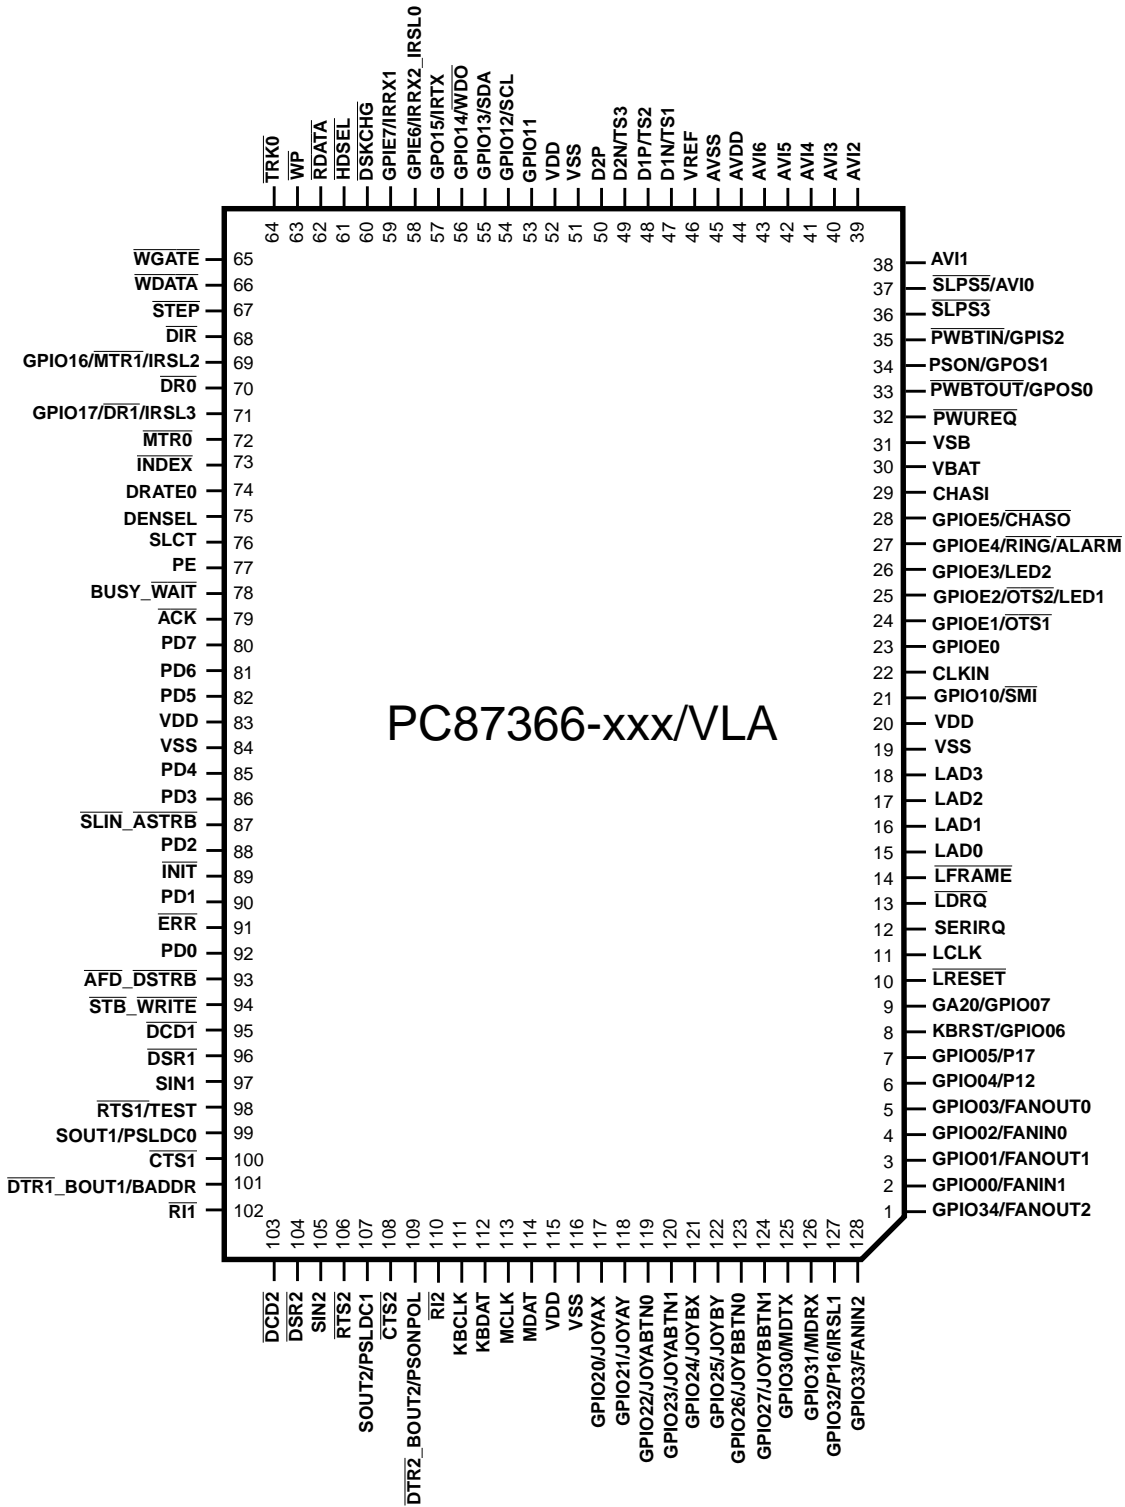 TRK0
WP
RDATA
HDSEL
DSKCHG
GPIE7/IRRX1
GPIE6/IRRX2_IRSL0
GPO15/IRTX
GPIO14/WDO
GPIO13/SDA
GPIO12/SCL
GPIO11
VDD
VSS
D2P
D2N/TS3
D1P/TS2
D1N/TS1
VREF
AVSS
AVDD
AVI6
AVI5
AVI4
AVI3
AVI2
64
63
62
61
60
59
58
57
56
55
54
53
52
51
50
49
48
47
46
45
44
43
42
41
40
39
WGATE 65
WDATA 66
STEP 67
DIR 68
GPIO16/MTR1/IRSL2 69
DR0 70
GPIO17/DR1/IRSL3 71
MTR0 72
INDEX 73
DRATE0 74
DENSEL 75
SLCT 76
PE 77
BUSY_WAIT 78
ACK 79
PD7 80
PD6 81
PD5 82
VDD 83
VSS 84
PD4 85
PD3 86
SLIN_ASTRB 87
PD2 88
INIT 89
PD1 90
ERR 91
PD0 92
AFD_DSTRB 93
STB_WRITE 94
DCD1 95
DSR1 96
SIN1 97
RTS1/TEST 98
SOUT1/PSLDC0 99
CTS1 100
DTR1_BOUT1/BADDR 101
RI1 102
PC87366-xxx/VLA
38 AVI1
37 SLPS5/AVI0
36 SLPS3
35 PWBTIN/GPIS2
34 PSON/GPOS1
33 PWBTOUT/GPOS0
32 PWUREQ
31 VSB
30 VBAT
29 CHASI
28 GPIOE5/CHASO
27 GPIOE4/RING/ALARM
26 GPIOE3/LED2
25 GPIOE2/OTS2/LED1
24 GPIOE1/OTS1
23 GPIOE0
22 CLKIN
21 GPIO10/SMI
20 VDD
19 VSS
18 LAD3
17 LAD2
16 LAD1
15 LAD0
14 LFRAME
13 LDRQ
12 SERIRQ
11 LCLK
10 LRESET
9 GA20/GPIO07
8 KBRST/GPIO06
7 GPIO05/P17
6 GPIO04/P12
5 GPIO03/FANOUT0
4 GPIO02/FANIN0
3 GPIO01/FANOUT1
2 GPIO00/FANIN1
1 GPIO34/FANOUT2
103
104
105
106
107
108
109
110
111
112
113
114
115
116
117
118
119
120
121
122
123
124
125
126
127
128
DCD2
DSR2
SIN2
RTS2
SOUT2/PSLDC1
CTS2
DTR2_BOUT2/PSONPOL
RI2
KBCLK
KBDAT
MCLK
MDAT
VDD
VSS
GPIO20/JOYAX
GPIO21/JOYAY
GPIO22/JOYABTN0
GPIO23/JOYABTN1
GPIO24/JOYBX
GPIO25/JOYBY
GPIO26/JOYBBTN0
GPIO27/JOYBBTN1
GPIO30/MDTX
GPIO31/MDRX
GPIO32/P16/IRSL1
GPIO33/FANIN2